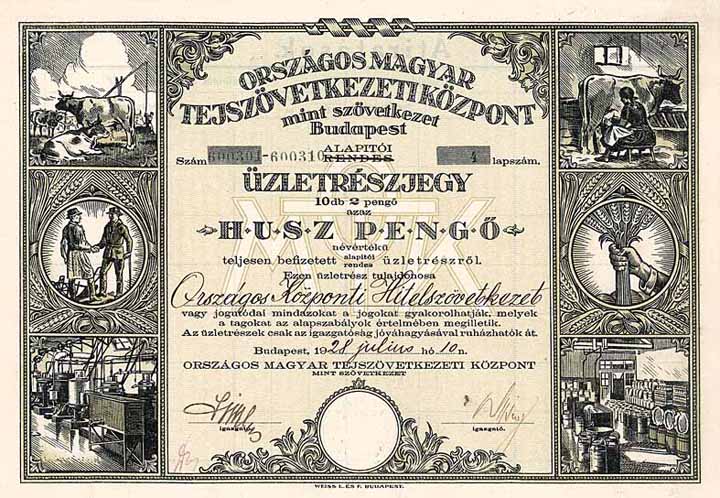 ORSZÁGOS MAGYAR
TEJSZÖVETKEZETI KÖZPONT
mint szövetkezet
Budapest
ALAPITÓI
Szám 600301-600310 RENDES 4 lapszám.
ÜZLETRÉSZJEGY
10 db 2 pengő
azaz
HUSZ PENGŐ
névértékű
teljesen befizetett alapitói rendes üzletrészről.
Ezen üzletrész tulajdonosa
Országos Központi Hitelszövetkezet
vagy jogutódai mindazokat a jogokat gyakorolhatják, melyek
a tagokat az alapszabályok értelmében megilletik.
Az üzletrészek csak az igazgatóság jóváhagyásával ruházhatók át.
Budapest, 1928 július hó 10 n.
ORSZÁGOS MAGYAR TEJSZÖVETKEZETI KÖZPONT
MINT SZÖVETKEZET
igazgató. igazgató.
WEISS L. ÉS F. BUDAPEST.